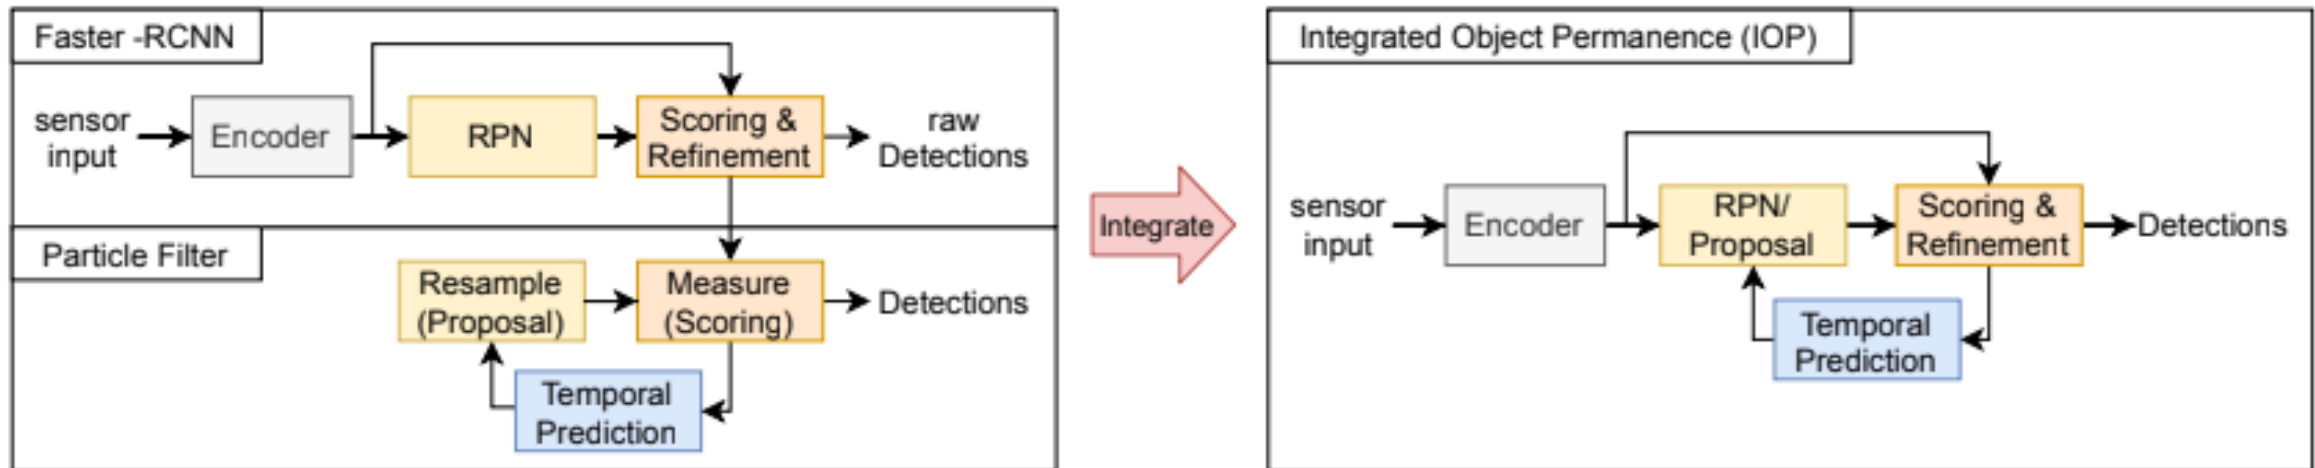 Faster -RCNN
sensor
input
Encoder
RPN
Scoring &
Refinement
raw
Detections
Particle Filter
Resample
(Proposal)
Measure
(Scoring)
Detections
Temporal
Prediction
Integrate
Integrated Object Permanence (IOP)
sensor
input
Encoder
RPN/
Proposal
Scoring &
Refinement
Detections
Temporal
Prediction